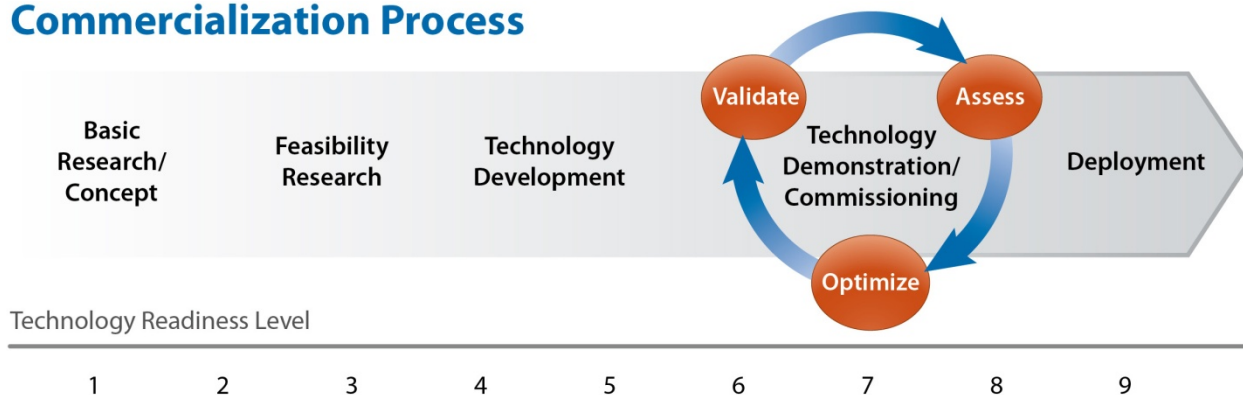 Commercialization Process
Basic
Research/
Concept
Feasibility
Research
Technology
Development
Validate
Assess
Technology
Demonstration/
Commissioning
Optimize
Deployment
Technology Readiness Level
1 2 3 4 5 6 7 8 9